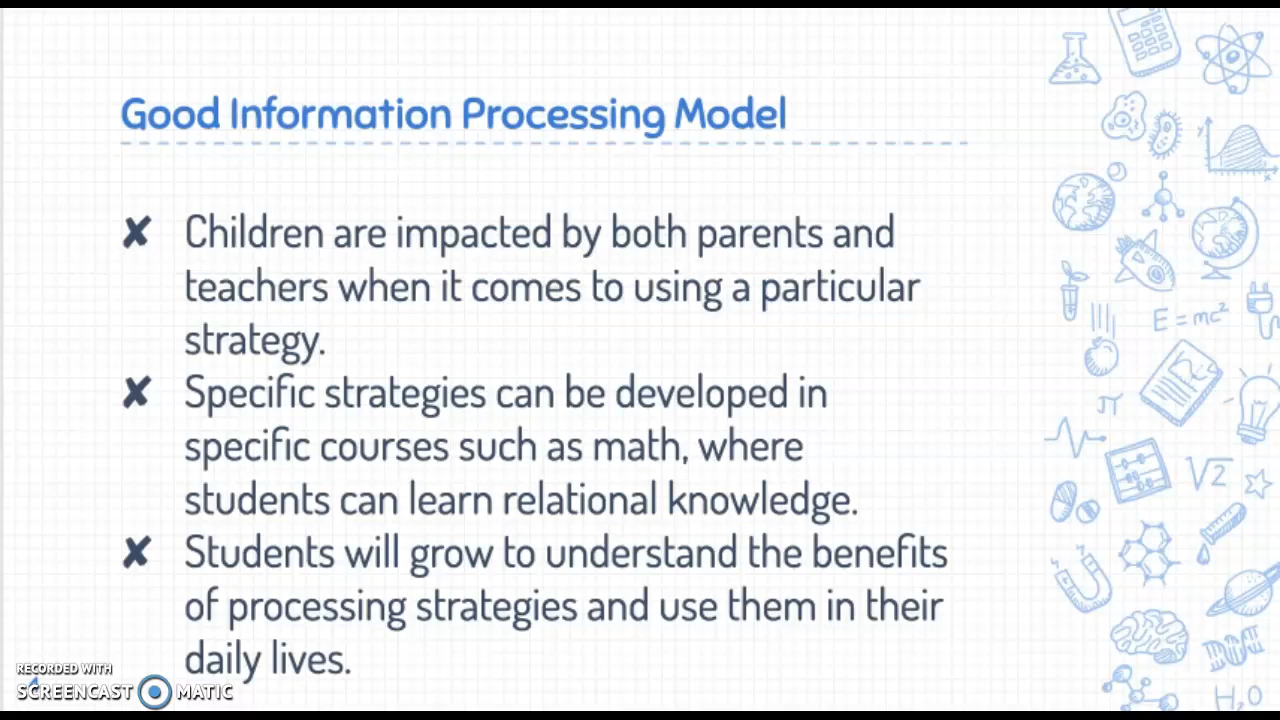 Good Information Processing Model
✘ Children are impacted by both parents and
teachers when it comes to using a particular
strategy.
✘ Specific strategies can be developed in
specific courses such as math, where
students can learn relational knowledge.
✘ Students will grow to understand the benefits
of processing strategies and use them in their
daily lives.
E=mc²
π
√2
H₂O
RECORDED WITH
SCREENCAST MATIC